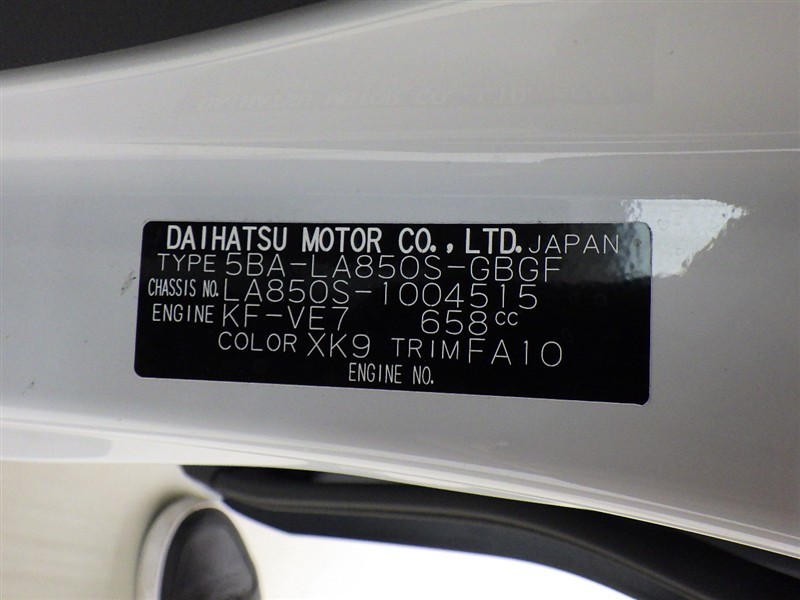 DAIHATSU MOTOR CO., LTD. JAPAN
TYPE 5BA-LA850S-GBGF
CHASSIS NO. LA850S-1004515
ENGINE KF-VE7 658cc
COLOR XK9 TRIM FA10
ENGINE NO.